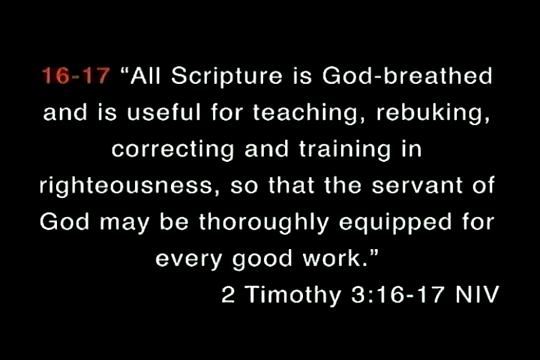 16-17 “All Scripture is God-breathed
and is useful for teaching, rebuking,
correcting and training in
righteousness, so that the servant of
God may be thoroughly equipped for
every good work.”
2 Timothy 3:16-17 NIV